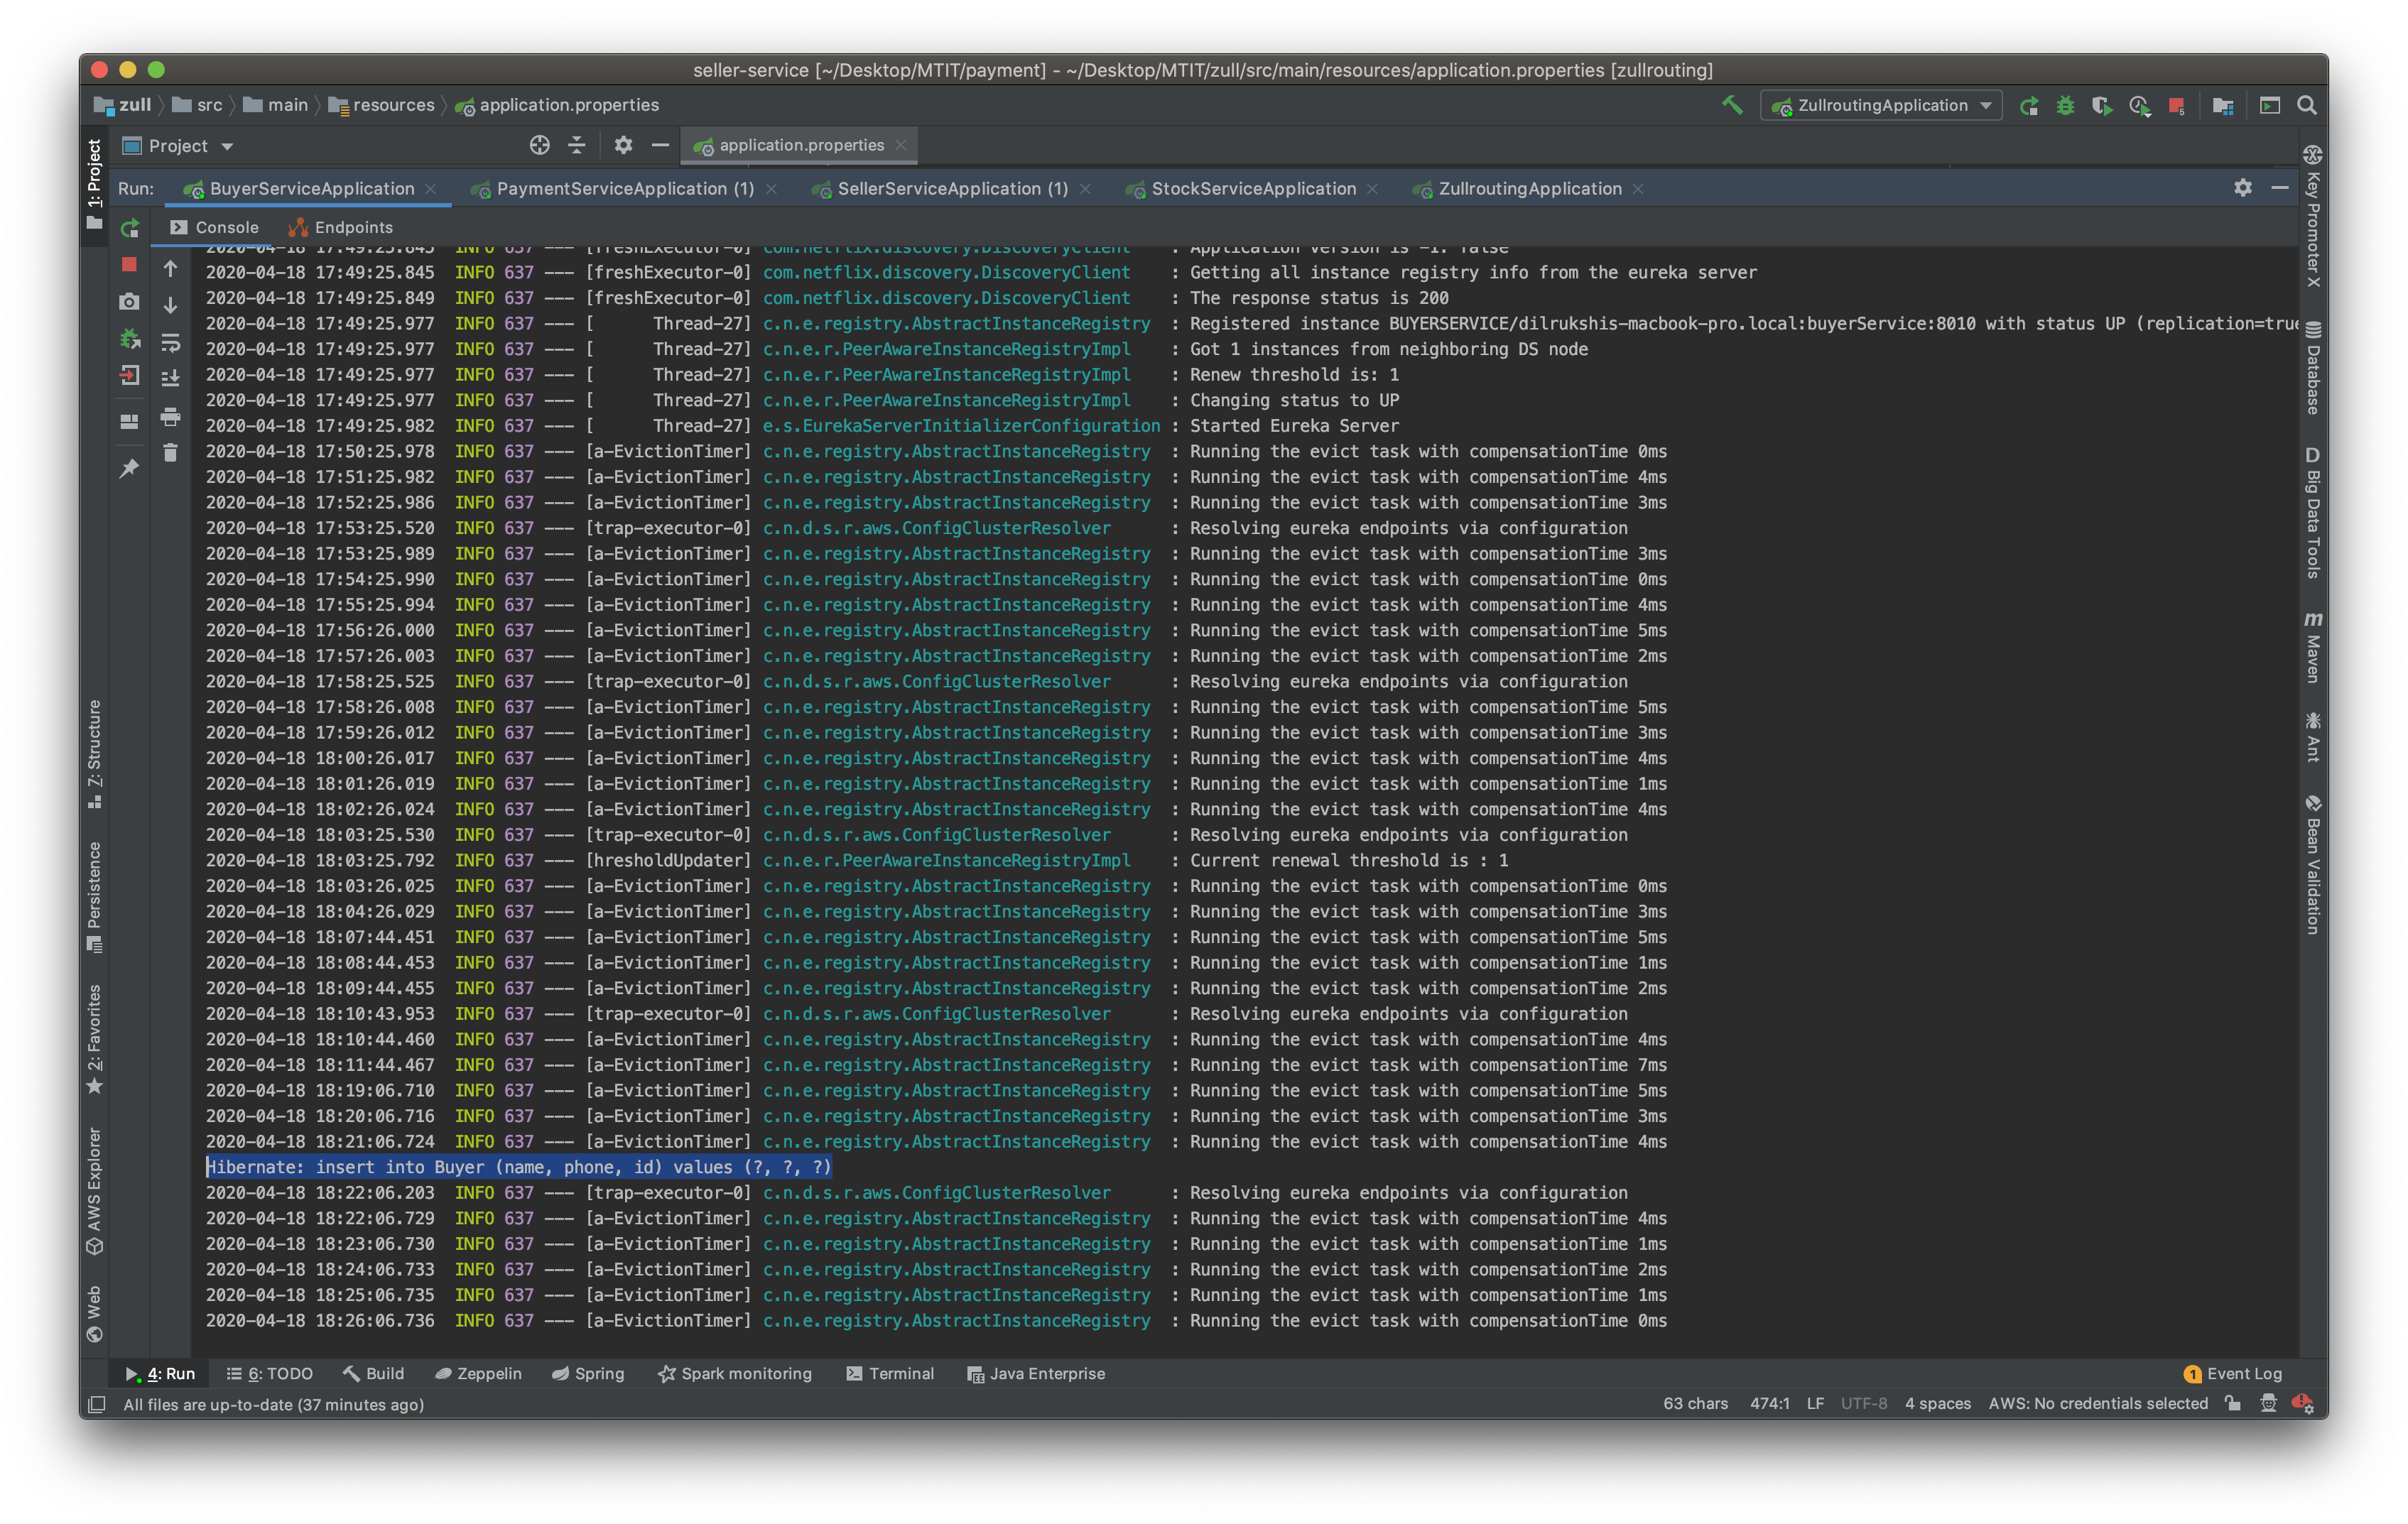 seller-service [~/Desktop/MTIT/payment] - ~/Desktop/MTIT/zull/src/main/resources/application.properties [zullrouting]
zull src main resources application.properties ZullroutingApplication
Project application.properties
Run: BuyerServiceApplication PaymentServiceApplication (1) SellerServiceApplication (1) StockServiceApplication ZullroutingApplication
Console Endpoints
2020-04-18 17:49:25.845 INFO 637 --- [freshExecutor-0] com.netflix.discovery.DiscoveryClient : Application version is -1: false
2020-04-18 17:49:25.845 INFO 637 --- [freshExecutor-0] com.netflix.discovery.DiscoveryClient : Getting all instance registry info from the eureka server
2020-04-18 17:49:25.849 INFO 637 --- [freshExecutor-0] com.netflix.discovery.DiscoveryClient : The response status is 200
2020-04-18 17:49:25.977 INFO 637 --- [ Thread-27] c.n.e.registry.AbstractInstanceRegistry : Registered instance BUYERSERVICE/dilrukshis-macbook-pro.local:buyerService:8010 with status UP (replication=true
2020-04-18 17:49:25.977 INFO 637 --- [ Thread-27] c.n.e.r.PeerAwareInstanceRegistryImpl : Got 1 instances from neighboring DS node
2020-04-18 17:49:25.977 INFO 637 --- [ Thread-27] c.n.e.r.PeerAwareInstanceRegistryImpl : Renew threshold is: 1
2020-04-18 17:49:25.977 INFO 637 --- [ Thread-27] c.n.e.r.PeerAwareInstanceRegistryImpl : Changing status to UP
2020-04-18 17:49:25.982 INFO 637 --- [ Thread-27] e.s.EurekaServerInitializerConfiguration : Started Eureka Server
2020-04-18 17:50:25.978 INFO 637 --- [a-EvictionTimer] c.n.e.registry.AbstractInstanceRegistry : Running the evict task with compensationTime 0ms
2020-04-18 17:51:25.982 INFO 637 --- [a-EvictionTimer] c.n.e.registry.AbstractInstanceRegistry : Running the evict task with compensationTime 4ms
2020-04-18 17:52:25.986 INFO 637 --- [a-EvictionTimer] c.n.e.registry.AbstractInstanceRegistry : Running the evict task with compensationTime 3ms
2020-04-18 17:53:25.520 INFO 637 --- [trap-executor-0] c.n.d.s.r.aws.ConfigClusterResolver : Resolving eureka endpoints via configuration
2020-04-18 17:53:25.989 INFO 637 --- [a-EvictionTimer] c.n.e.registry.AbstractInstanceRegistry : Running the evict task with compensationTime 3ms
2020-04-18 17:54:25.990 INFO 637 --- [a-EvictionTimer] c.n.e.registry.AbstractInstanceRegistry : Running the evict task with compensationTime 0ms
2020-04-18 17:55:25.994 INFO 637 --- [a-EvictionTimer] c.n.e.registry.AbstractInstanceRegistry : Running the evict task with compensationTime 4ms
2020-04-18 17:56:26.000 INFO 637 --- [a-EvictionTimer] c.n.e.registry.AbstractInstanceRegistry : Running the evict task with compensationTime 5ms
2020-04-18 17:57:26.003 INFO 637 --- [a-EvictionTimer] c.n.e.registry.AbstractInstanceRegistry : Running the evict task with compensationTime 2ms
2020-04-18 17:58:25.525 INFO 637 --- [trap-executor-0] c.n.d.s.r.aws.ConfigClusterResolver : Resolving eureka endpoints via configuration
2020-04-18 17:58:26.008 INFO 637 --- [a-EvictionTimer] c.n.e.registry.AbstractInstanceRegistry : Running the evict task with compensationTime 5ms
2020-04-18 17:59:26.012 INFO 637 --- [a-EvictionTimer] c.n.e.registry.AbstractInstanceRegistry : Running the evict task with compensationTime 3ms
2020-04-18 18:00:26.017 INFO 637 --- [a-EvictionTimer] c.n.e.registry.AbstractInstanceRegistry : Running the evict task with compensationTime 4ms
2020-04-18 18:01:26.019 INFO 637 --- [a-EvictionTimer] c.n.e.registry.AbstractInstanceRegistry : Running the evict task with compensationTime 1ms
2020-04-18 18:02:26.024 INFO 637 --- [a-EvictionTimer] c.n.e.registry.AbstractInstanceRegistry : Running the evict task with compensationTime 4ms
2020-04-18 18:03:25.530 INFO 637 --- [trap-executor-0] c.n.d.s.r.aws.ConfigClusterResolver : Resolving eureka endpoints via configuration
2020-04-18 18:03:25.792 INFO 637 --- [hresholdUpdater] c.n.e.r.PeerAwareInstanceRegistryImpl : Current renewal threshold is : 1
2020-04-18 18:03:26.025 INFO 637 --- [a-EvictionTimer] c.n.e.registry.AbstractInstanceRegistry : Running the evict task with compensationTime 0ms
2020-04-18 18:04:26.029 INFO 637 --- [a-EvictionTimer] c.n.e.registry.AbstractInstanceRegistry : Running the evict task with compensationTime 3ms
2020-04-18 18:07:44.451 INFO 637 --- [a-EvictionTimer] c.n.e.registry.AbstractInstanceRegistry : Running the evict task with compensationTime 5ms
2020-04-18 18:08:44.453 INFO 637 --- [a-EvictionTimer] c.n.e.registry.AbstractInstanceRegistry : Running the evict task with compensationTime 1ms
2020-04-18 18:09:44.455 INFO 637 --- [a-EvictionTimer] c.n.e.registry.AbstractInstanceRegistry : Running the evict task with compensationTime 2ms
2020-04-18 18:10:43.953 INFO 637 --- [trap-executor-0] c.n.d.s.r.aws.ConfigClusterResolver : Resolving eureka endpoints via configuration
2020-04-18 18:10:44.460 INFO 637 --- [a-EvictionTimer] c.n.e.registry.AbstractInstanceRegistry : Running the evict task with compensationTime 4ms
2020-04-18 18:11:44.467 INFO 637 --- [a-EvictionTimer] c.n.e.registry.AbstractInstanceRegistry : Running the evict task with compensationTime 7ms
2020-04-18 18:19:06.710 INFO 637 --- [a-EvictionTimer] c.n.e.registry.AbstractInstanceRegistry : Running the evict task with compensationTime 5ms
2020-04-18 18:20:06.716 INFO 637 --- [a-EvictionTimer] c.n.e.registry.AbstractInstanceRegistry : Running the evict task with compensationTime 3ms
2020-04-18 18:21:06.724 INFO 637 --- [a-EvictionTimer] c.n.e.registry.AbstractInstanceRegistry : Running the evict task with compensationTime 4ms
Hibernate: insert into Buyer (name, phone, id) values (?, ?, ?)
2020-04-18 18:22:06.203 INFO 637 --- [trap-executor-0] c.n.d.s.r.aws.ConfigClusterResolver : Resolving eureka endpoints via configuration
2020-04-18 18:22:06.729 INFO 637 --- [a-EvictionTimer] c.n.e.registry.AbstractInstanceRegistry : Running the evict task with compensationTime 4ms
2020-04-18 18:23:06.730 INFO 637 --- [a-EvictionTimer] c.n.e.registry.AbstractInstanceRegistry : Running the evict task with compensationTime 1ms
2020-04-18 18:24:06.733 INFO 637 --- [a-EvictionTimer] c.n.e.registry.AbstractInstanceRegistry : Running the evict task with compensationTime 2ms
2020-04-18 18:25:06.735 INFO 637 --- [a-EvictionTimer] c.n.e.registry.AbstractInstanceRegistry : Running the evict task with compensationTime 1ms
2020-04-18 18:26:06.736 INFO 637 --- [a-EvictionTimer] c.n.e.registry.AbstractInstanceRegistry : Running the evict task with compensationTime 0ms
1: Project
Z: Structure
Persistence
2: Favorites
AWS Explorer
Web
Key Promoter X
Database
D Big Data Tools
m Maven
Ant
Bean Validation
4: Run 6: TODO Build Zeppelin Spring Spark monitoring Terminal Java Enterprise 1 Event Log
All files are up-to-date (37 minutes ago) 63 chars 474:1 LF UTF-8 4 spaces AWS: No credentials selected